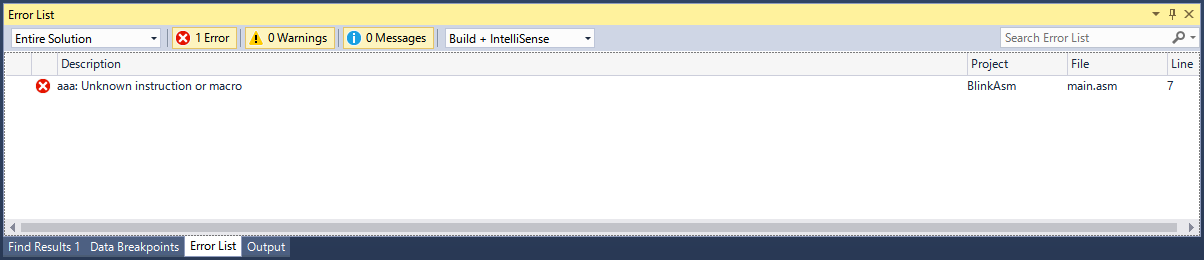 Error List
Entire Solution 1 Error 0 Warnings 0 Messages Build + IntelliSense Search Error List
Description Project File Line
aaa: Unknown instruction or macro BlinkAsm main.asm 7
Find Results 1 Data Breakpoints Error List Output